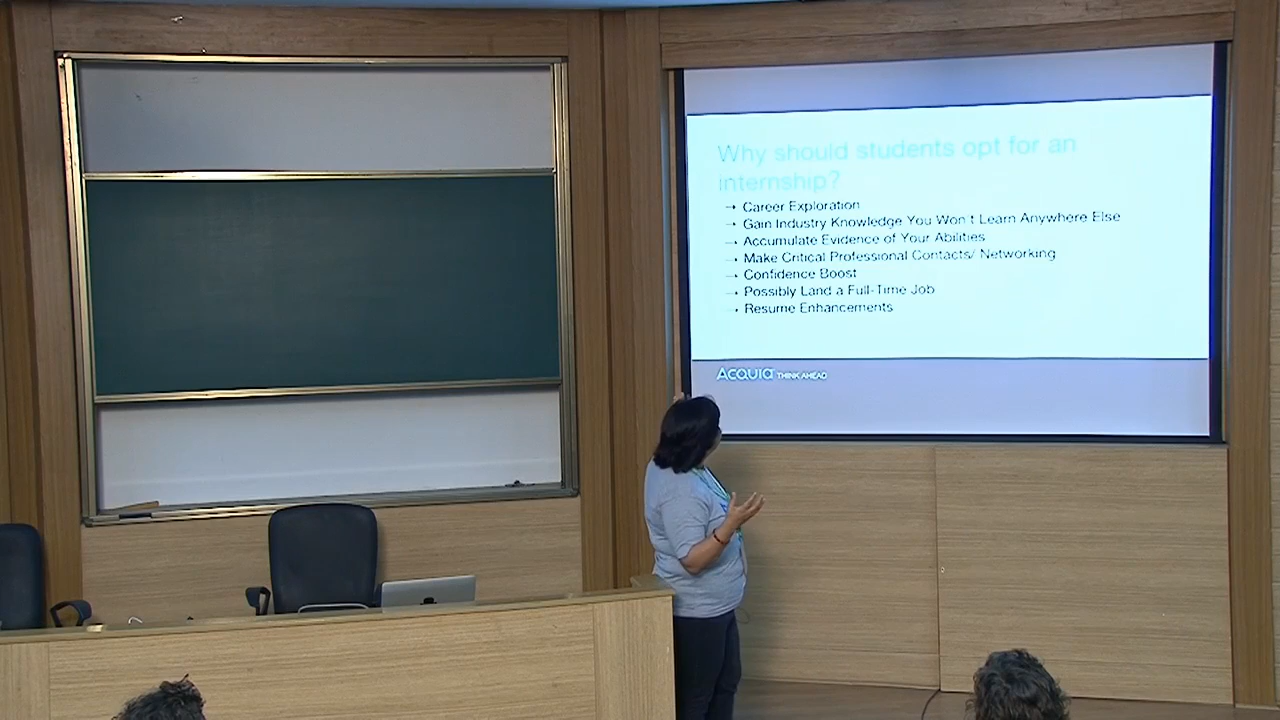 Why should students opt for an
internship?
→ Career Exploration
→ Gain Industry Knowledge You Won't Learn Anywhere Else
→ Accumulate Evidence of Your Abilities
→ Make Critical Professional Contacts/ Networking
→ Confidence Boost
→ Possibly Land a Full-Time Job
→ Resume Enhancements
ACQUIA THINK AHEAD